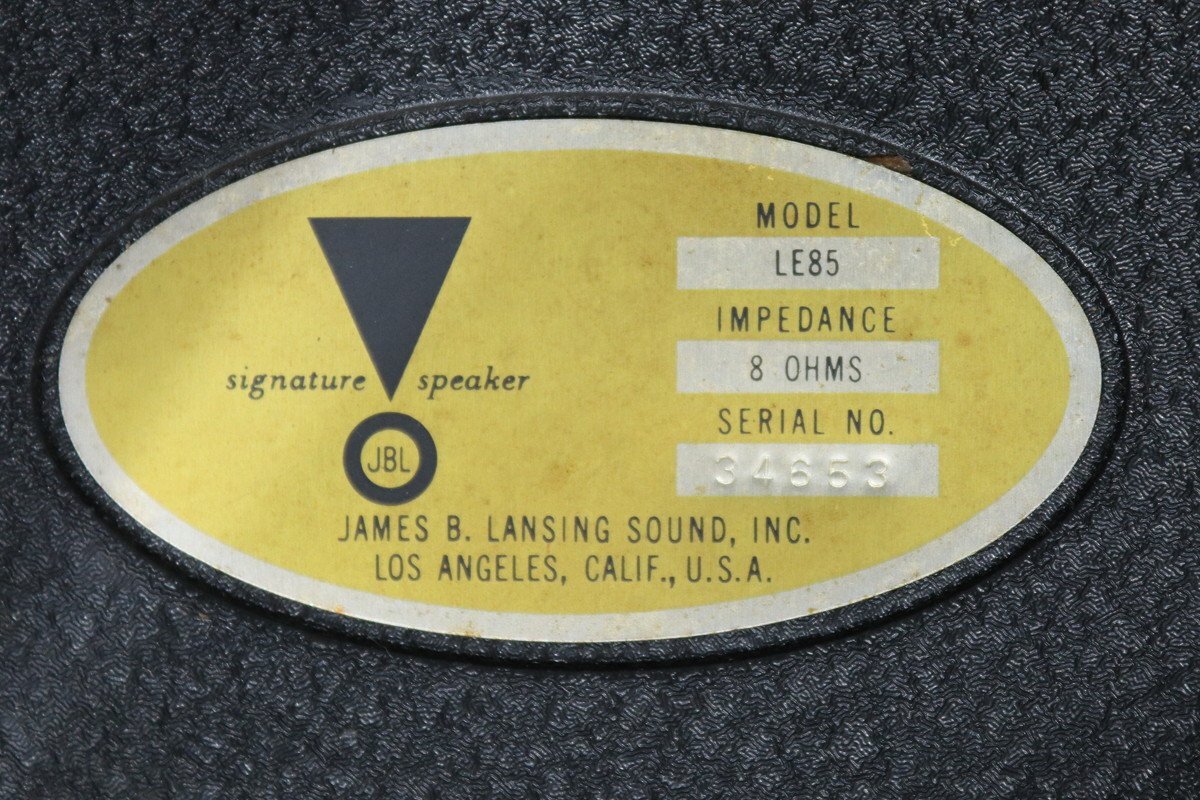 MODEL
LE85
IMPEDANCE
8 OHMS
SERIAL NO.
34653
signature speaker
JBL
JAMES B. LANSING SOUND, INC.
LOS ANGELES, CALIF., U.S.A.